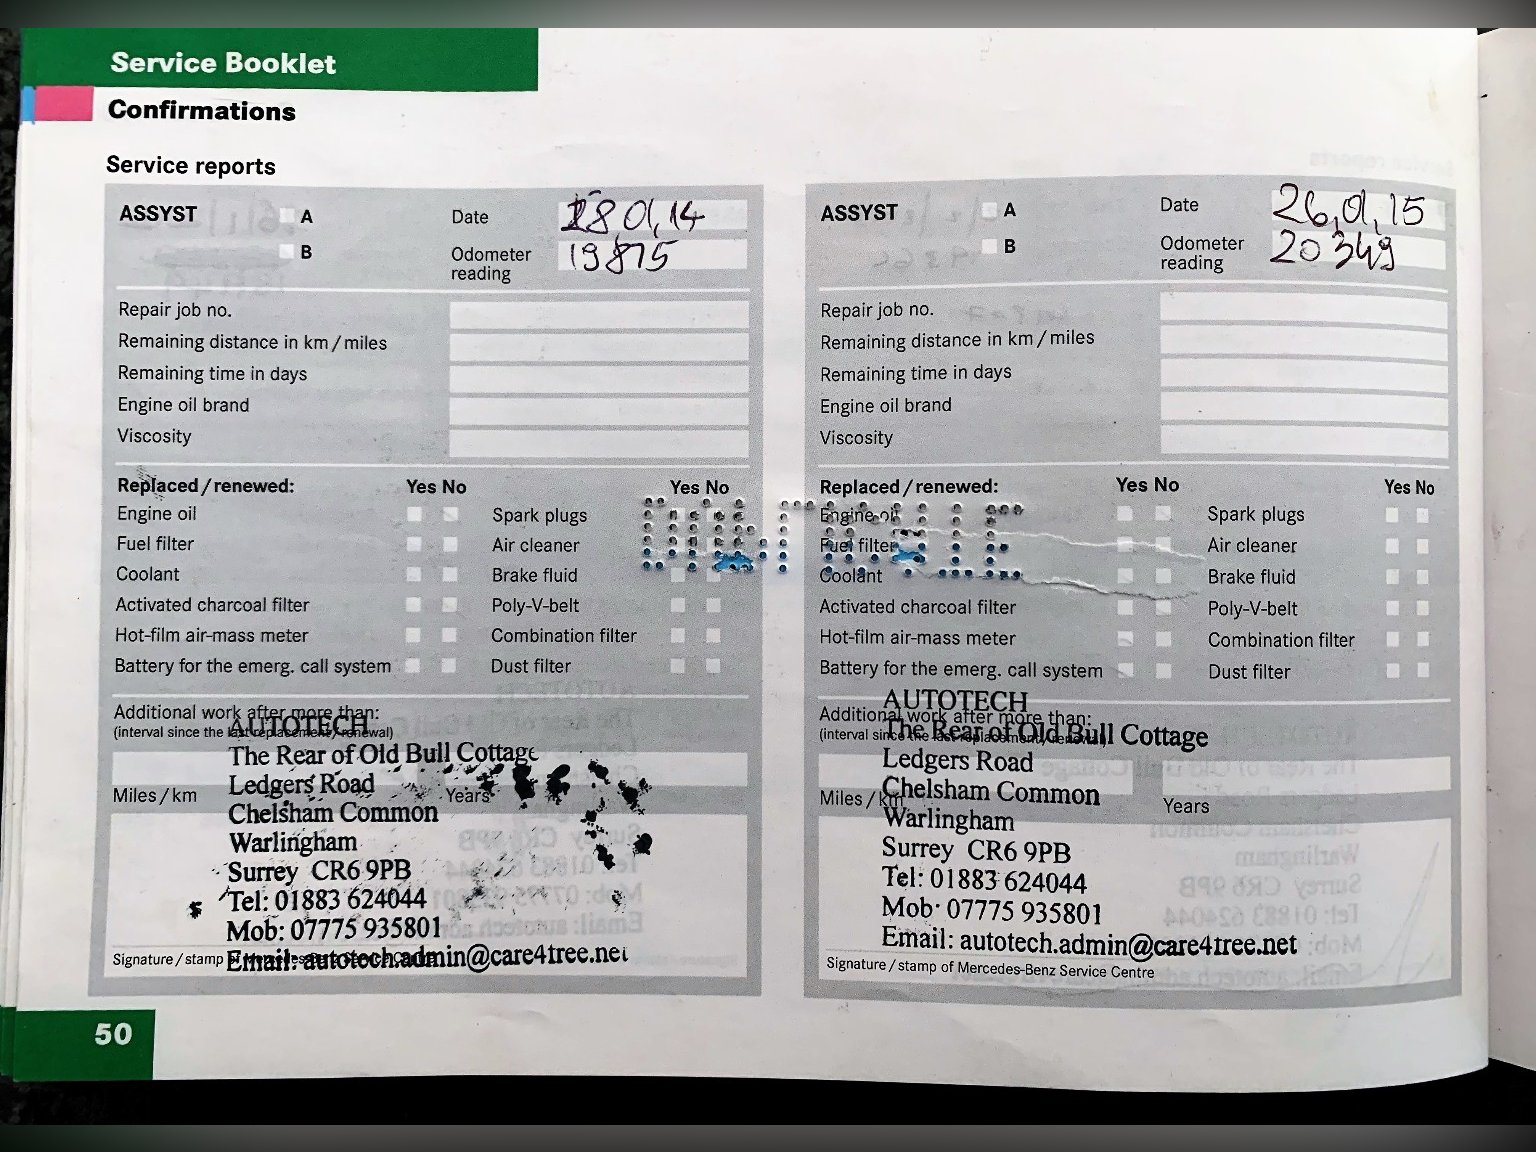 Service Booklet
Confirmations
Service reports
ASSYST
A
B
Date
28,01,14
Odometer
reading
19875
Repair job no.
Remaining distance in km / miles
Remaining time in days
Engine oil brand
Viscosity
Replaced / renewed:
Yes No
Yes No
Engine oil
Spark plugs
Fuel filter
Air cleaner
Coolant
Brake fluid
Activated charcoal filter
Poly-V-belt
Hot-film air-mass meter
Combination filter
Battery for the emerg. call system
Dust filter
Additional work after more than:
(interval since the last replacement / renewal)
Miles / km
Years
AUTOTECH
The Rear of Old Bull Cottage
Ledgers Road
Chelsham Common
Warlingham
Surrey CR6 9PB
Tel: 01883 624044
Mob: 07775 935801
Email: autotech.admin@care4tree.net
Signature / stamp of Mercedes-Benz Service Centre
ASSYST
A
B
Date
26,01,15
Odometer
reading
20349
Repair job no.
Remaining distance in km / miles
Remaining time in days
Engine oil brand
Viscosity
Replaced / renewed:
Yes No
Yes No
Engine oil
Spark plugs
Fuel filter
Air cleaner
Coolant
Brake fluid
Activated charcoal filter
Poly-V-belt
Hot-film air-mass meter
Combination filter
Battery for the emerg. call system
Dust filter
Additional work after more than:
(interval since the last replacement / renewal)
Miles / km
Years
AUTOTECH
The Rear of Old Bull Cottage
Ledgers Road
Chelsham Common
Warlingham
Surrey CR6 9PB
Tel: 01883 624044
Mob: 07775 935801
Email: autotech.admin@care4tree.net
Signature / stamp of Mercedes-Benz Service Centre
50